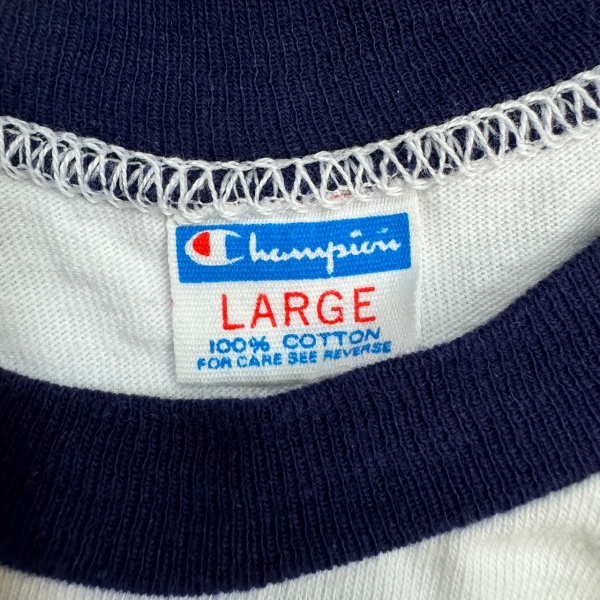 Champion
LARGE
100% COTTON
FOR CARE SEE REVERSE